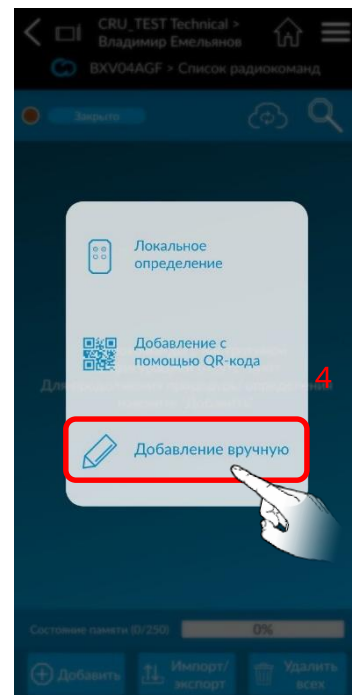 CRU_TEST Technical >
Владимир Емельянов
BXV04AGF > Список радиокоманд
Закрыто
Локальное
определение
Добавление с
помощью QR-кода
4
Добавление вручную
Состояние памяти (0/250)
0%
Добавить
Импорт/
экспорт
Удалить
всех